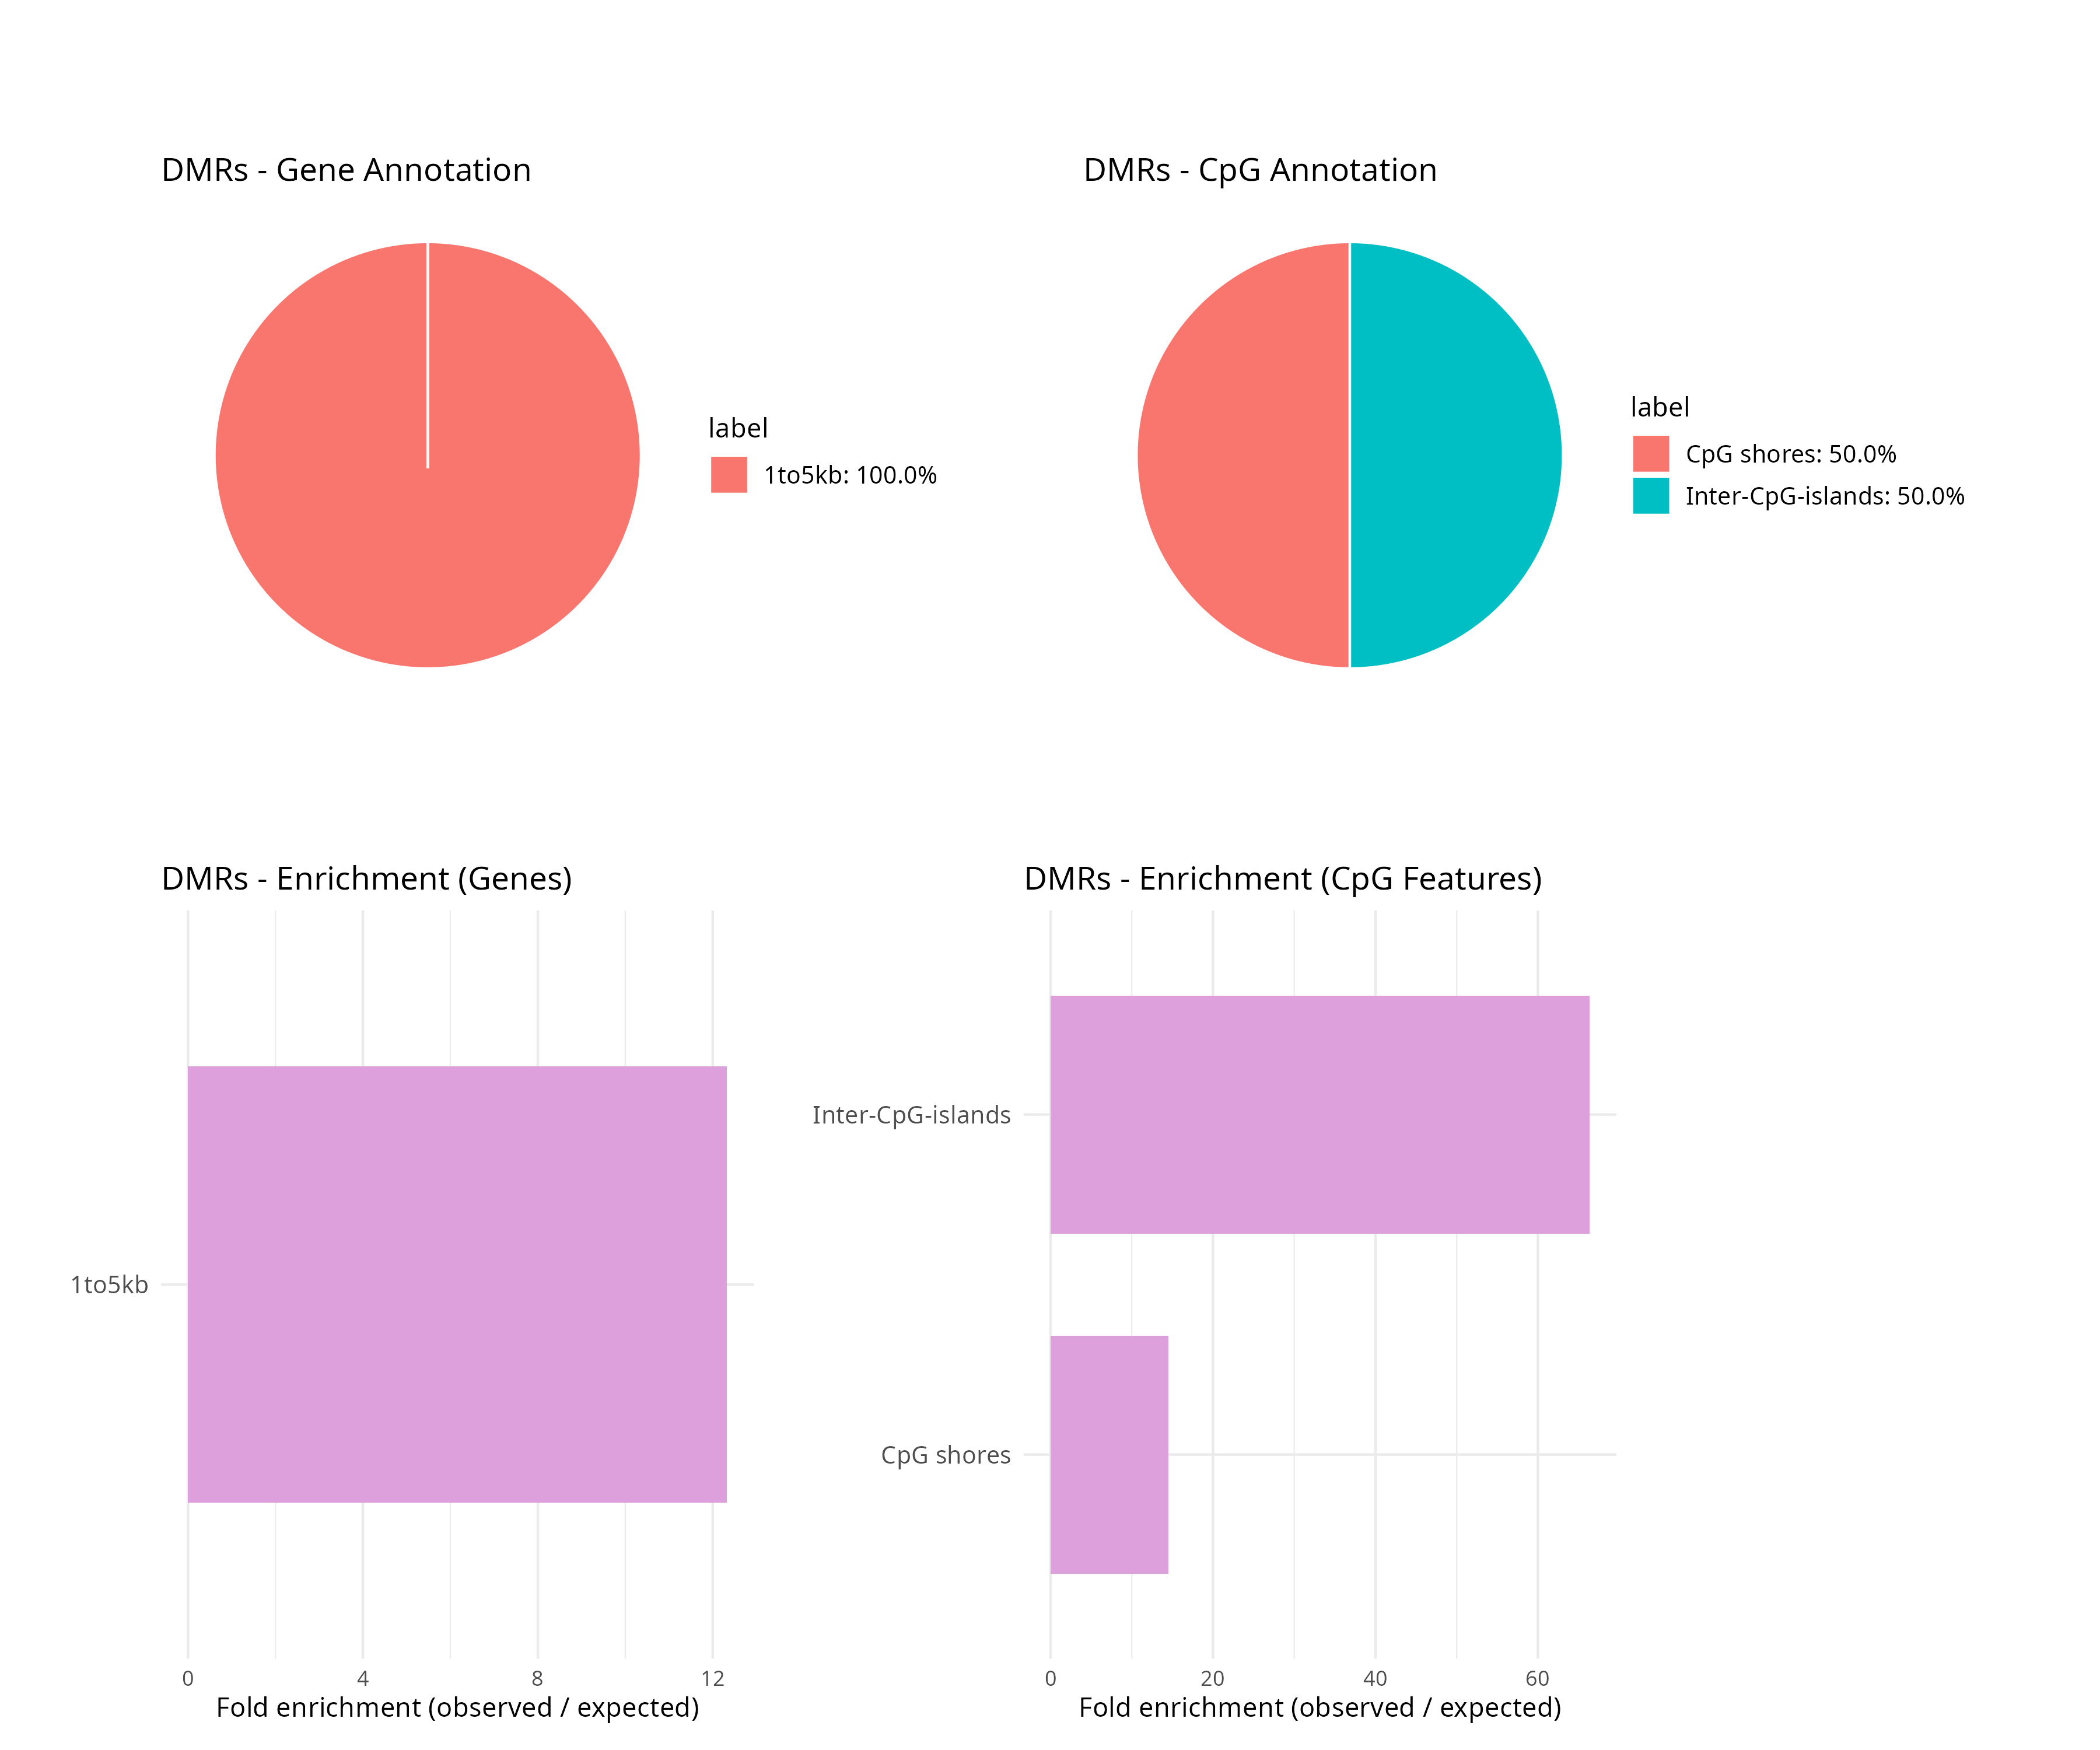 DMRs - Gene Annotation
label
1to5kb: 100.0%
DMRs - CpG Annotation
label
CpG shores: 50.0%
Inter-CpG-islands: 50.0%
DMRs - Enrichment (Genes)
1to5kb
0 4 8 12
Fold enrichment (observed / expected)
DMRs - Enrichment (CpG Features)
Inter-CpG-islands
CpG shores
0 20 40 60
Fold enrichment (observed / expected)